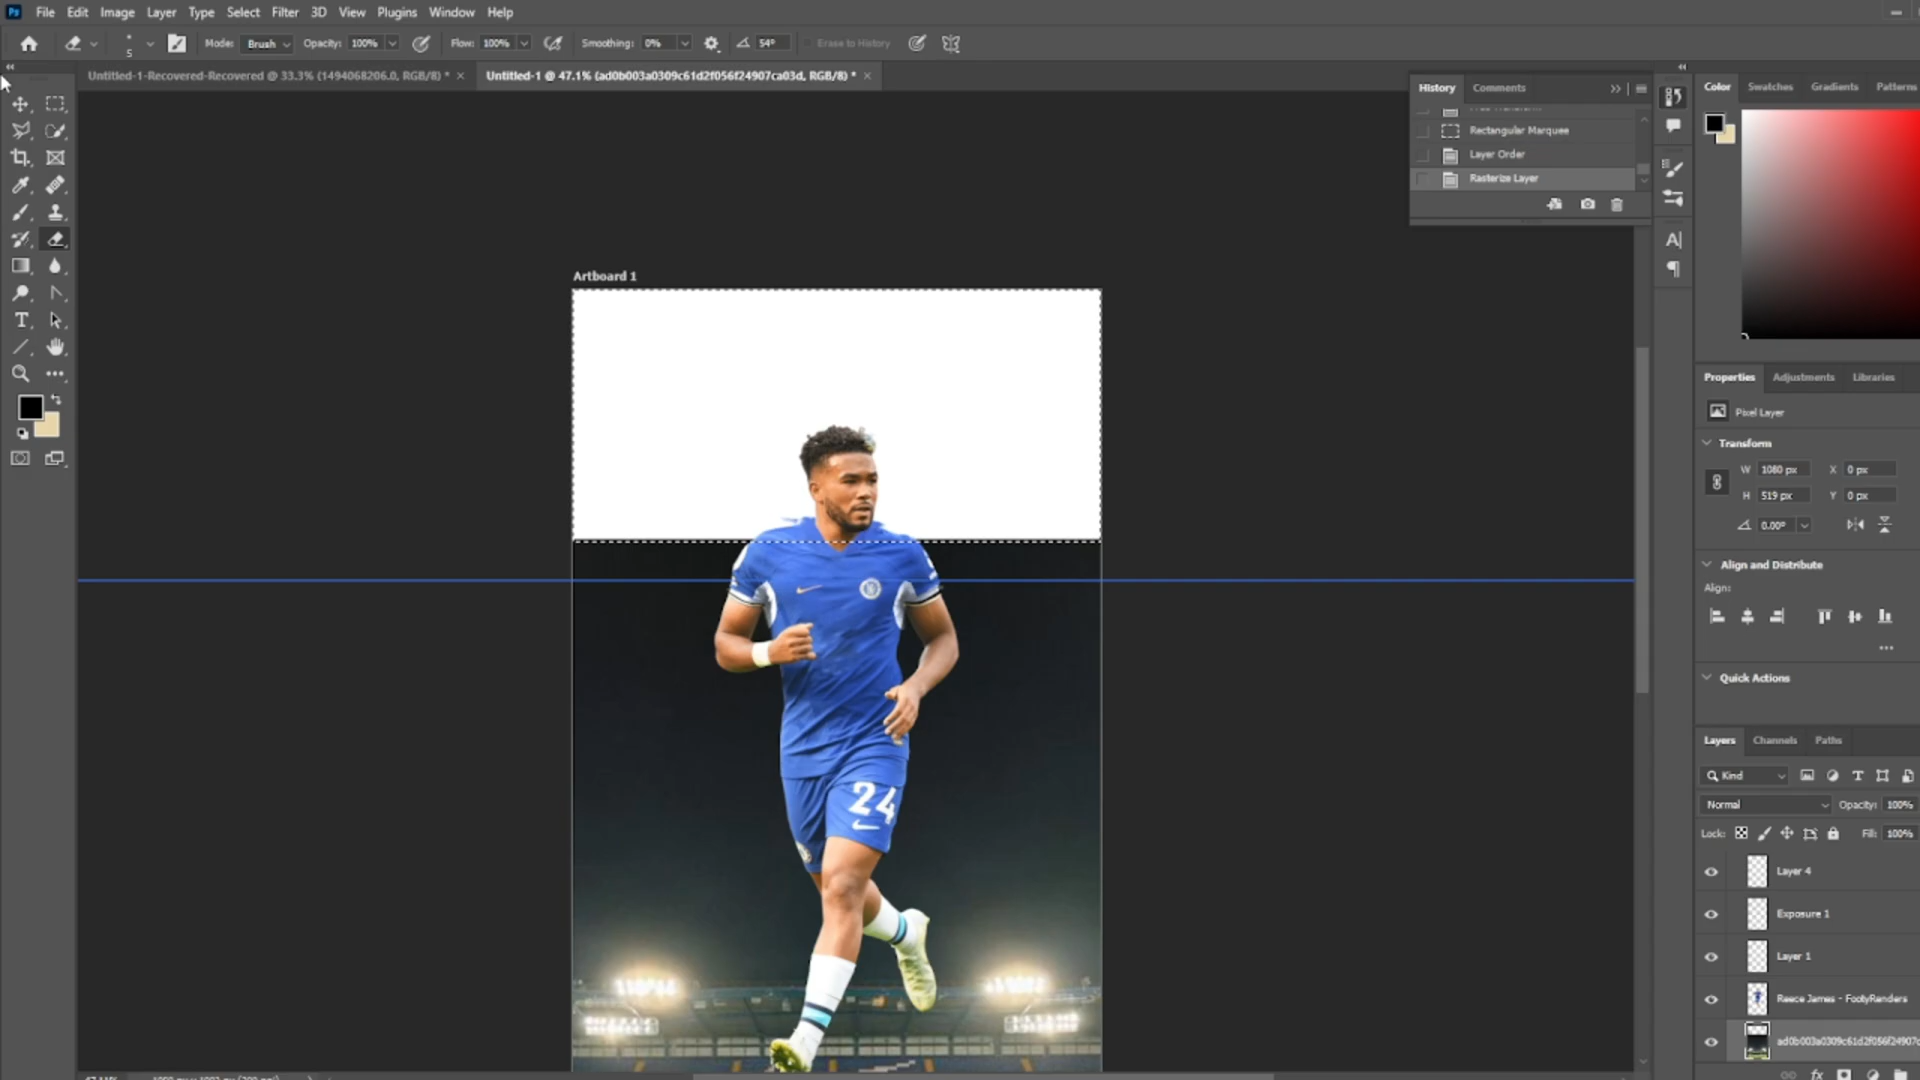 Ps File Edit Image Layer Type Select Filter 3D View Plugins Window Help
5 Mode: Brush Opacity: 100% Flow: 100% Smoothing: 0% 54° Erase to History
Untitled-1-Recovered-Recovered @ 33.3% (1494068206.0, RGB/8) * × Untitled-1 @ 47.1% (ad0b003a0309c61d2f056f24907ca03d, RGB/8) * ×
History Comments
Rectangular Marquee
Layer Order
Rasterize Layer
Color Swatches Gradients Patterns
Artboard 1
24
Properties Adjustments Libraries
Pixel Layer
Transform
W 1080 px X 0 px
H 519 px Y 0 px
0.00°
Align and Distribute
Align:
Quick Actions
Layers Channels Paths
Kind
Normal Opacity: 100%
Lock: Fill: 100%
Layer 4
Exposure 1
Layer 1
Reece James - FootyRenders
ad0b003a0309c61d2f056f24907c